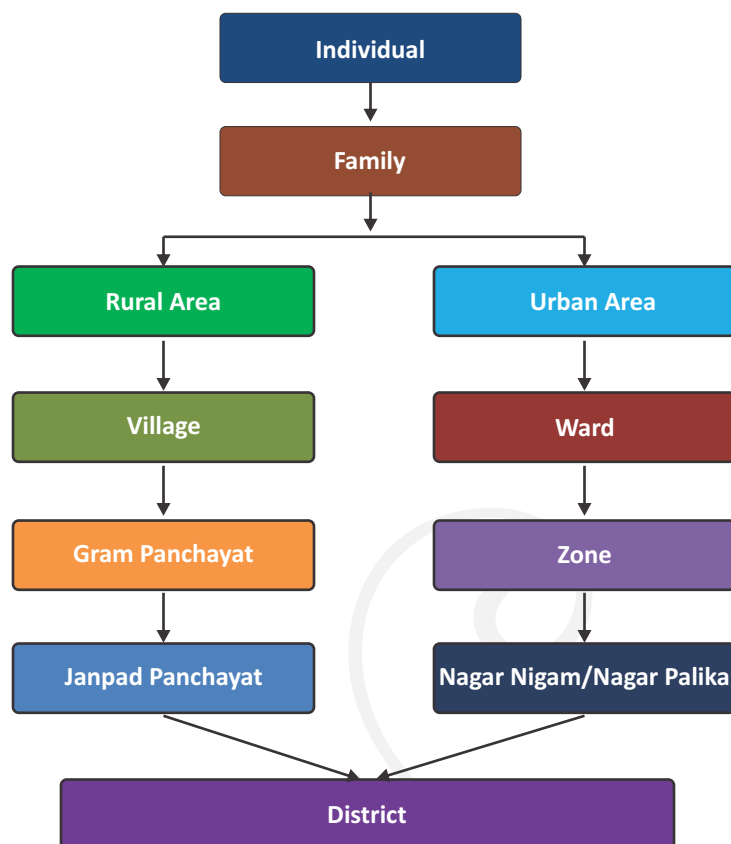 Individual
Family
Rural Area
Urban Area
Village
Ward
Gram Panchayat
Zone
Janpad Panchayat
Nagar Nigam/Nagar Palika
District